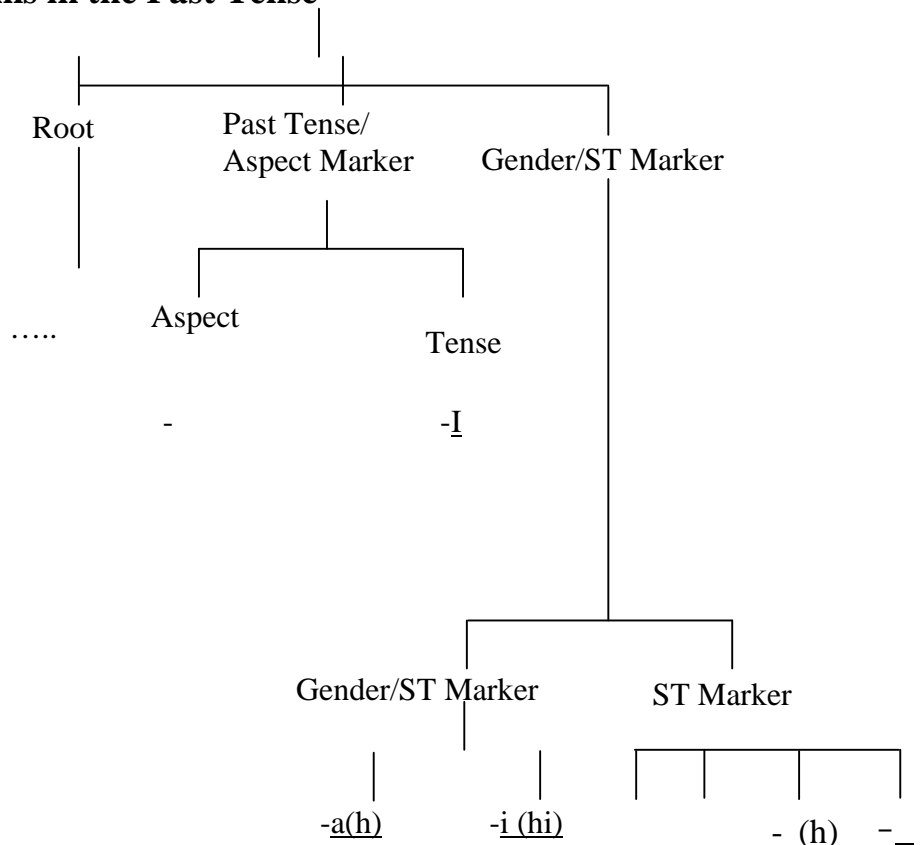 in the Past Tense
Root
Past Tense/
Aspect Marker
Gender/ST Marker
Aspect
.....
Tense
-
-I
Gender/ST Marker
ST Marker
-a(h)
-i (hi)
- (h)
-